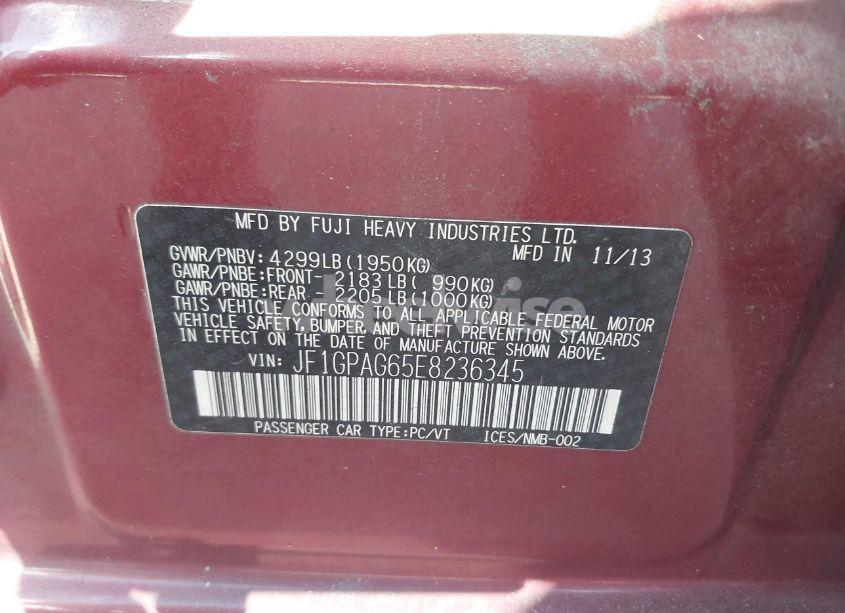 MFD BY FUJI HEAVY INDUSTRIES LTD.
GVWR/PNBV: 4299LB(1950KG) MFD IN 11/13
GAWR/PNBE:FRONT- 2183LB( 990KG)
GAWR/PNBE:REAR - 2205LB(1000KG)
THIS VEHICLE CONFORMS TO ALL APPLICABLE FEDERAL MOTOR
VEHICLE SAFETY, BUMPER, AND THEFT PREVENTION STANDARDS
IN EFFECT ON THE DATE OF MANUFACTURE SHOWN ABOVE.
VIN: JF1GPAG65E8236345
PASSENGER CAR TYPE:PC/VT ICES/NMB-002